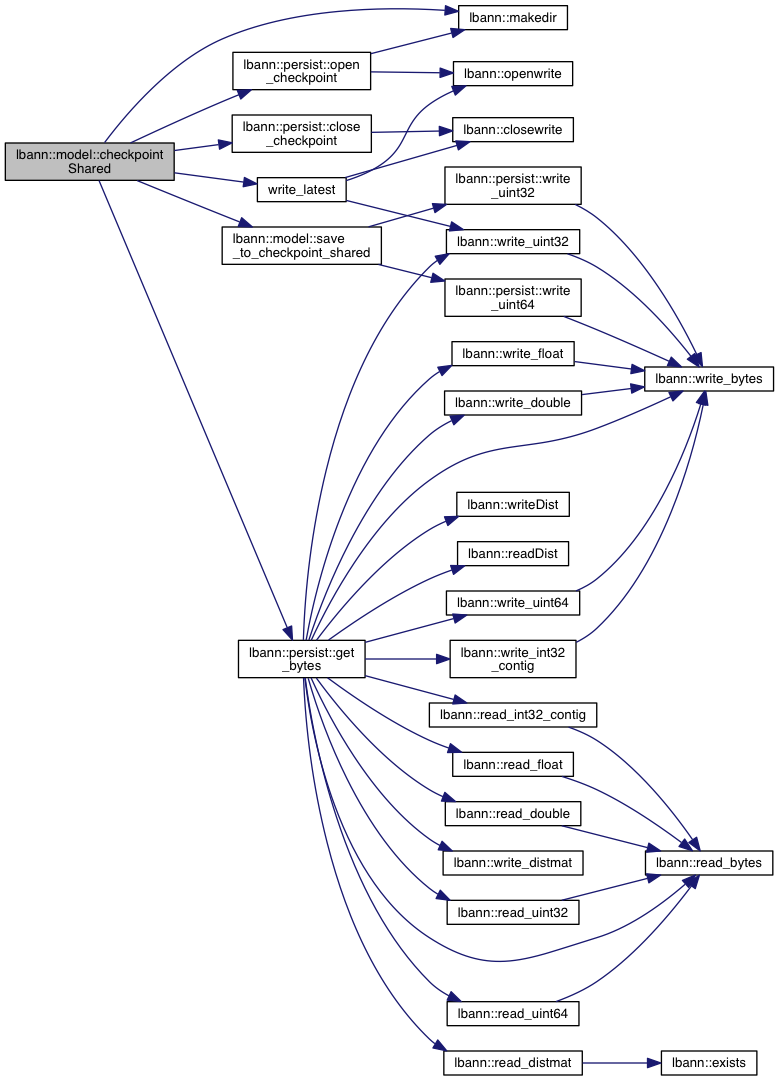 lbann::makedir
lbann::persist::open
_checkpoint
lbann::openwrite
lbann::persist::close
_checkpoint
lbann::closewrite
lbann::model::checkpoint
Shared
write_latest
lbann::persist::write
_uint32
lbann::model::save
_to_checkpoint_shared
lbann::write_uint32
lbann::persist::write
_uint64
lbann::write_float
lbann::write_bytes
lbann::write_double
lbann::writeDist
lbann::readDist
lbann::write_uint64
lbann::persist::get
_bytes
lbann::write_int32
_contig
lbann::read_int32_contig
lbann::read_float
lbann::read_double
lbann::write_distmat
lbann::read_bytes
lbann::read_uint32
lbann::read_uint64
lbann::read_distmat
lbann::exists